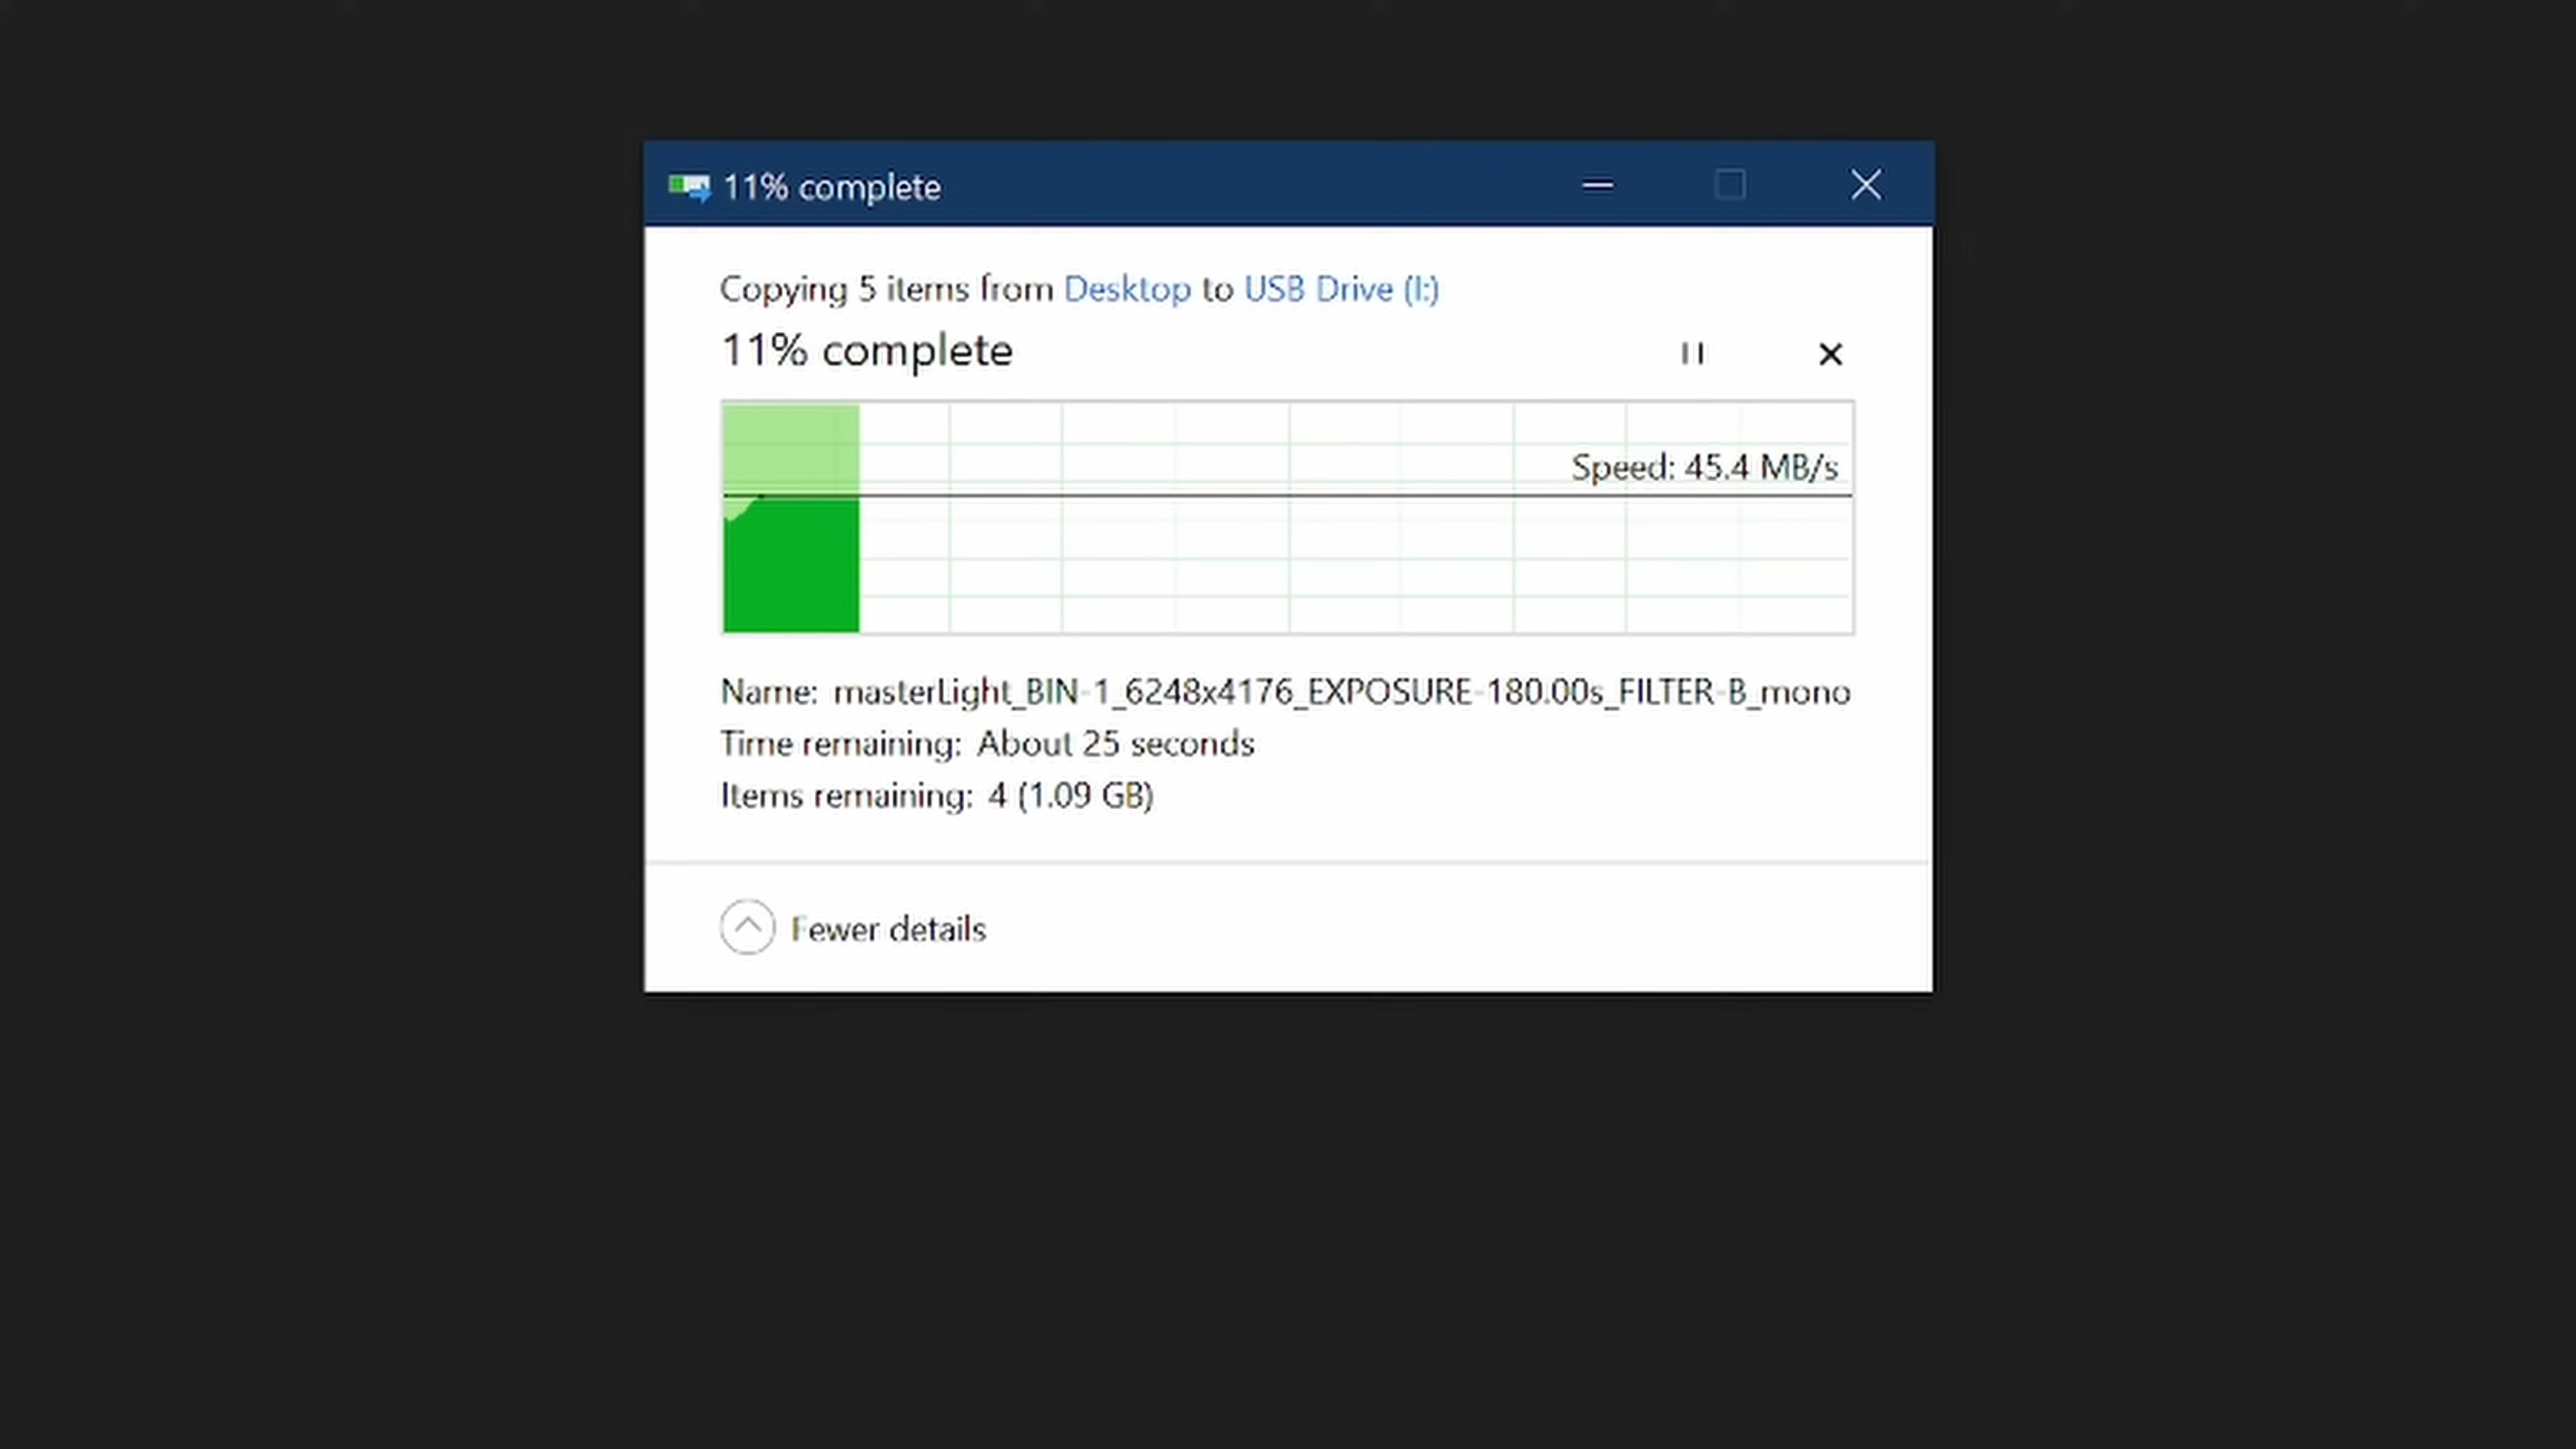 11% complete
Copying 5 items from Desktop to USB Drive (I:)
11% complete
Speed: 45.4 MB/s
Name: masterLight_BIN-1_6248x4176_EXPOSURE-180.00s_FILTER-B_mono
Time remaining: About 25 seconds
Items remaining: 4 (1.09 GB)
Fewer details